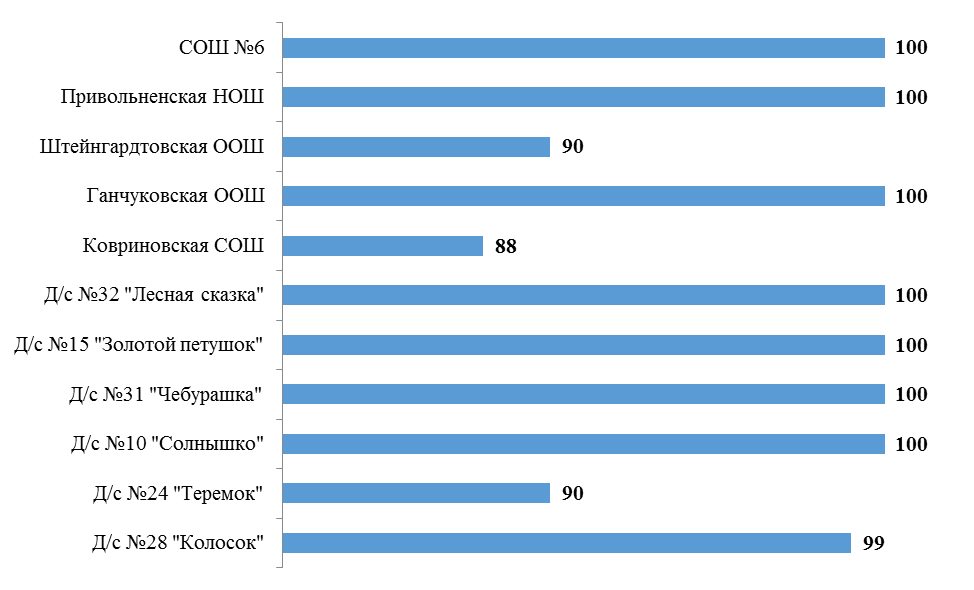 СОШ №6 100
Привольненская НОШ 100
Штейнгардтовская ООШ 90
Ганчуковская ООШ 100
Ковриновская СОШ 88
Д/с №32 "Лесная сказка" 100
Д/с №15 "Золотой петушок" 100
Д/с №31 "Чебурашка" 100
Д/с №10 "Солнышко" 100
Д/с №24 "Теремок" 90
Д/с №28 "Колосок" 99